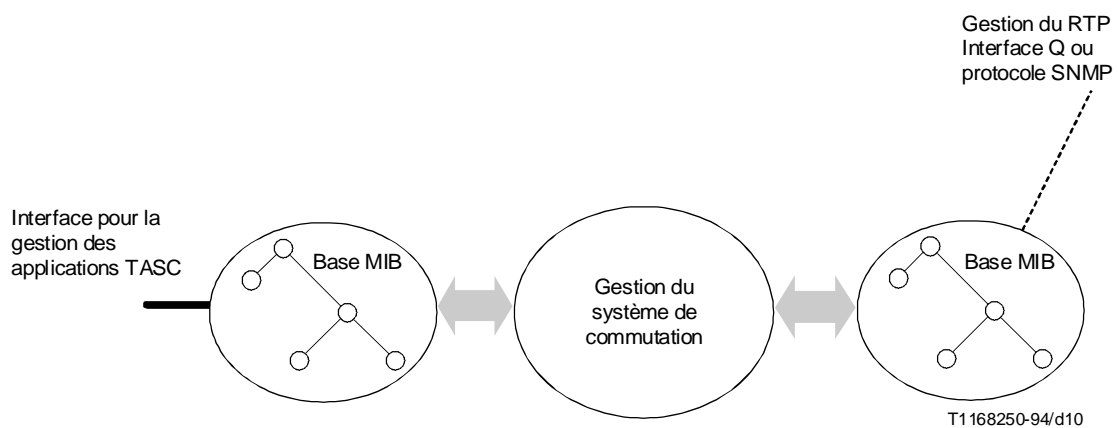 Gestion du RTP
Interface Q ou
protocole SNMP
Interface pour la
gestion des
applications TASC
Base MIB
Gestion du
système de
commutation
Base MIB
T1168250-94/d10